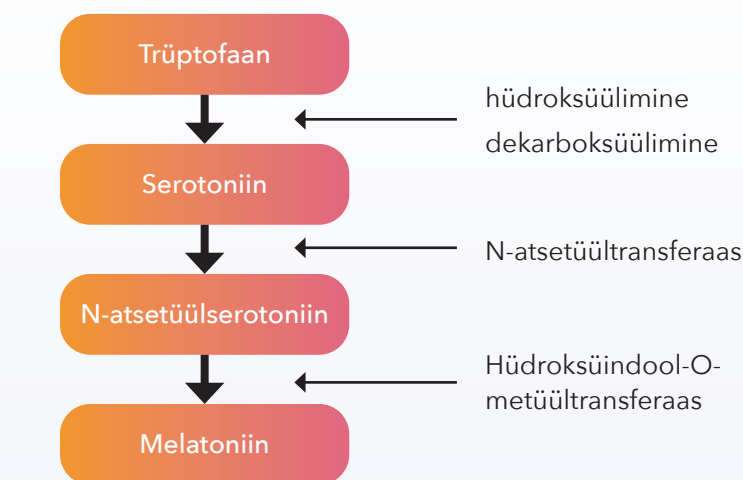 Trüptofaan
hüdroksüülimine
dekarboksüülimine
Serotoniin
N-atsetüültransferaas
N-atsetüülserotoniin
Hüdroksüindool-O-
metüültransferaas
Melatoniin